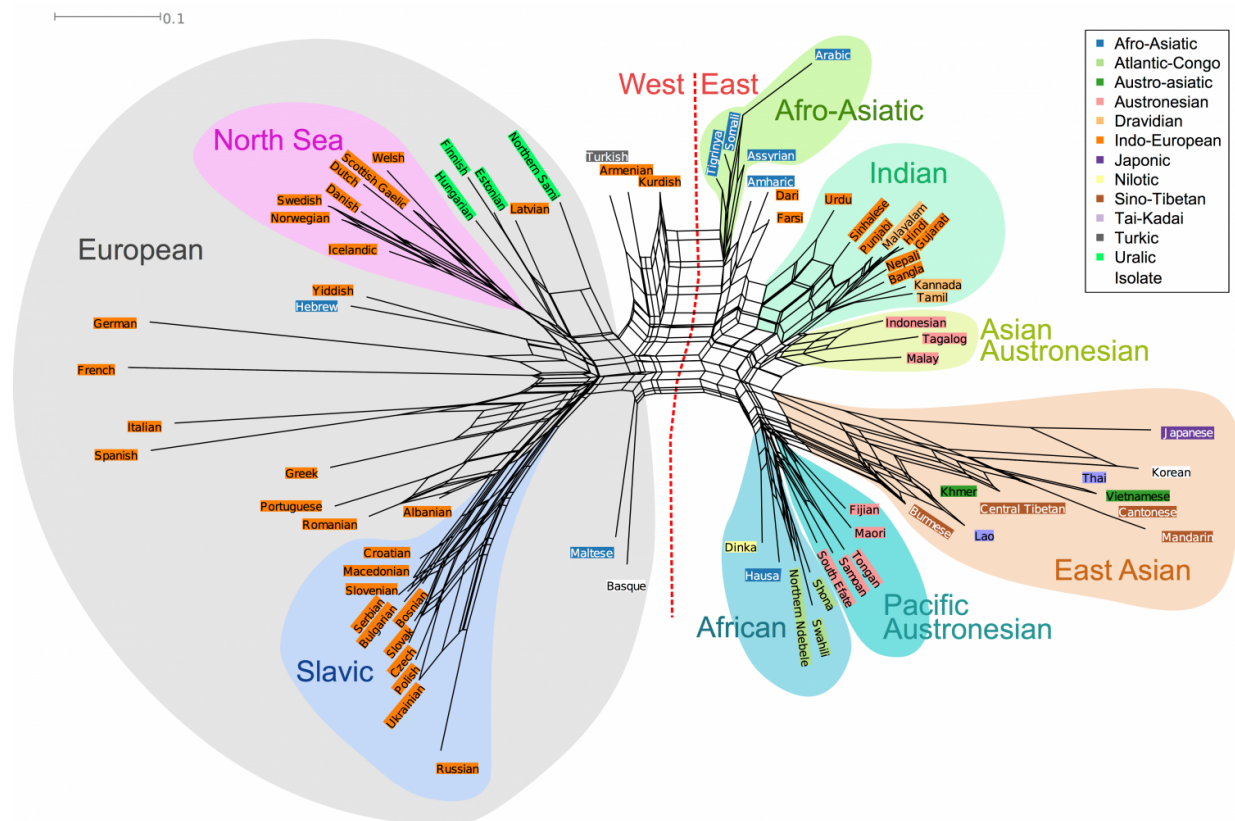 0.1
West
East
Afro-Asiatic
Arabic
Tigrinya
Somali
Assyrian
Amharic
Dari
Farsi
Turkish
Armenian
Kurdish
North Sea
Welsh
Scottish Gaelic
Dutch
Danish
Swedish
Norwegian
Icelandic
Finnish
Hungarian
Estonian
Latvian
Northern Sami
European
Yiddish
Hebrew
German
French
Italian
Spanish
Greek
Portuguese
Romanian
Albanian
Croatian
Macedonian
Slovenian
Serbian
Bulgarian
Bosnian
Slovak
Czech
Polish
Ukrainian
Russian
Slavic
Maltese
Basque
Indian
Urdu
Sinhalese
Punjabi
Malayalam
Hindi
Gujarati
Nepali
Bangla
Kannada
Tamil
Indonesian
Tagalog
Malay
Asian
Austronesian
Japanese
Korean
Thai
Vietnamese
Khmer
Central Tibetan
Cantonese
Burmese
Lao
Mandarin
East Asian
Fijian
Maori
Tongan
Samoan
South Efate
Pacific
Austronesian
Dinka
Hausa
Shona
Swahili
Northern Ndebele
African
Afro-Asiatic
Atlantic-Congo
Austro-asiatic
Austronesian
Dravidian
Indo-European
Japonic
Nilotic
Sino-Tibetan
Tai-Kadai
Turkic
Uralic
Isolate